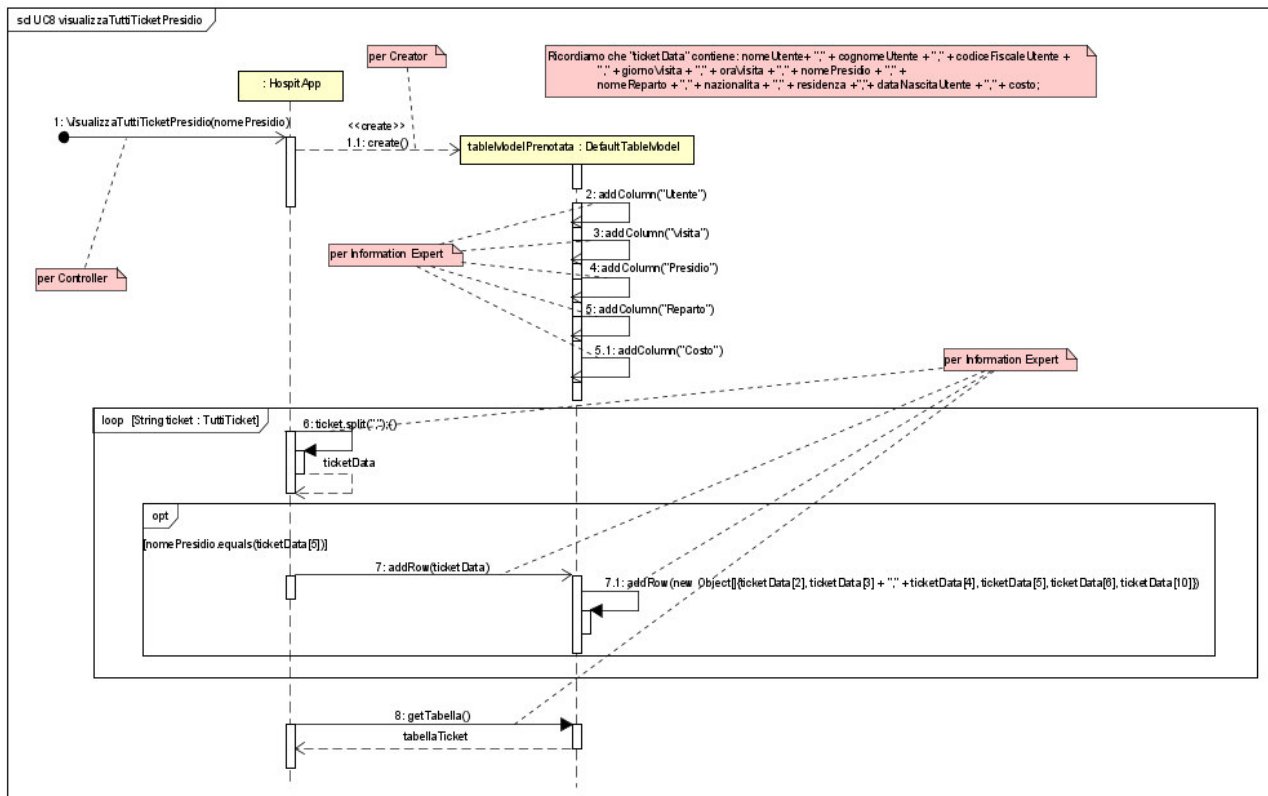 sd UC8 visualizzaTuttiTicketPresidio
per Creator
Ricordiamo che "ticketData" contiene: nomeUtente+ "," + cognomeUtente + "," + codiceFiscaleUtente +
"," + giornoVisita + "," + oraVisita + "," + nomePresidio + "," +
nomeReparto + "," + nazionalita + "," + residenza +","+ dataNascitaUtente +"," + costo;
: HospitApp
1: VisualizzaTuttiTicketPresidio(nomePresidio)
<<create>>
1.1: create()
tableModelPrenotata : DefaultTableModel
2: addColumn("Utente")
3: addColumn("Visita")
per Information Expert
4: addColumn("Presidio")
per Controller
5: addColumn("Reparto")
5.1: addColumn("Costo")
per Information Expert
loop [String ticket : TuttiTicket]
6: ticket.split(",");()
ticketData
opt
[nomePresidio.equals(ticketData[5])]
7: addRow(ticketData)
7.1: addRow(new Object[]{ticketData[2], ticketData[3] + "," + ticketData[4], ticketData[5], ticketData[6], ticketData[10]})
8: getTabella()
tabellaTicket